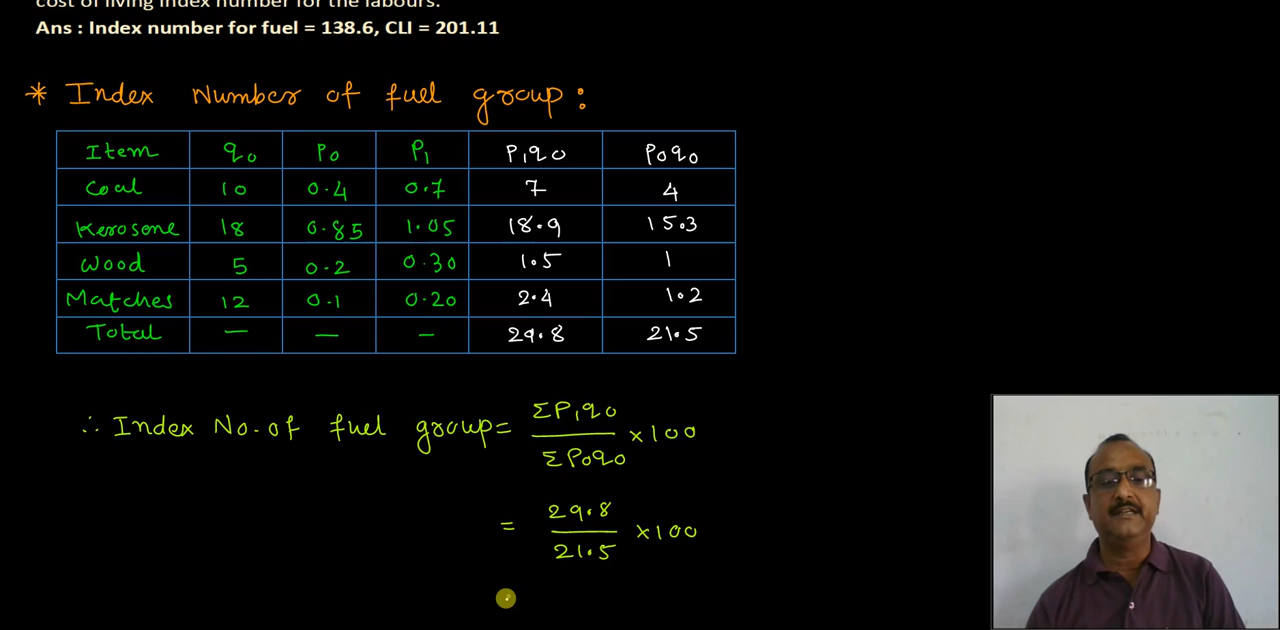 cost of living index number for the labours.
Ans : Index number for fuel = 138.6, CLI = 201.11
* Index Number of fuel group :
Item q₀ P₀ P₁ P₁q₀ P₀q₀
Coal 10 0.4 0.7 7 4
Kerosene 18 0.85 1.05 18.9 15.3
Wood 5 0.2 0.30 1.5 1
Matches 12 0.1 0.20 2.4 1.2
Total — — – 29.8 21.5
∴ Index No. of fuel group = ΣP₁q₀ / ΣP₀q₀ × 100
= 29.8 / 21.5 × 100